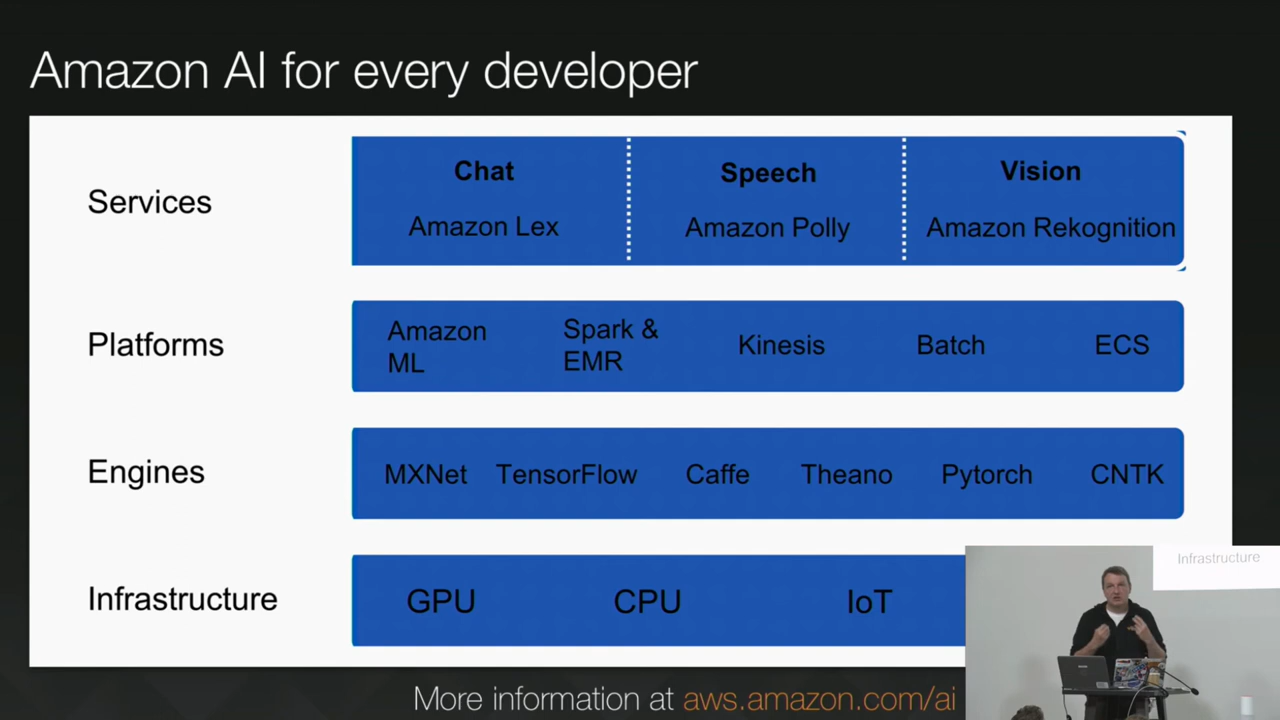 Amazon AI for every developer
Services
Chat
Amazon Lex
Speech
Amazon Polly
Vision
Amazon Rekognition
Platforms
Amazon
ML
Spark &
EMR
Kinesis
Batch
ECS
Engines
MXNet
TensorFlow
Caffe
Theano
Pytorch
CNTK
Infrastructure
GPU
CPU
IoT
Infrastructure
More information at aws.amazon.com/ai